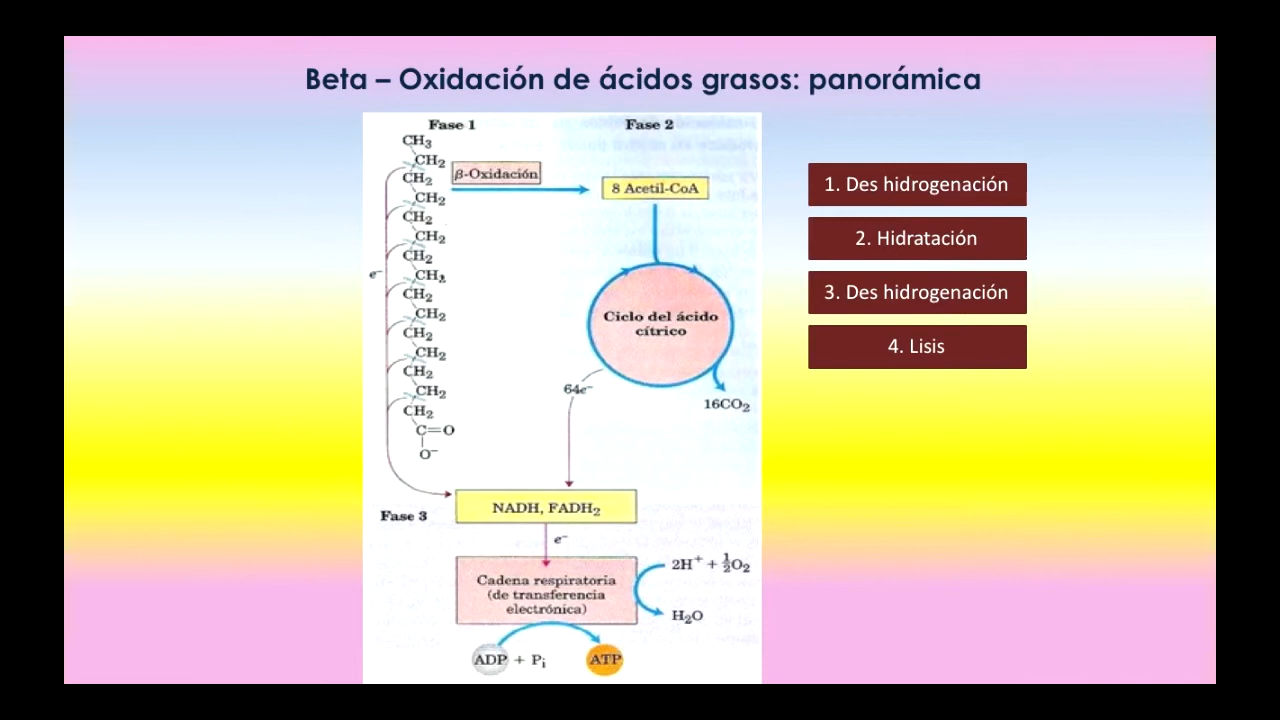 Beta – Oxidación de ácidos grasos: panorámica
Fase 1
CH₃
CH₂
CH₂
CH₂
CH₂
CH₂
CH₂
CH₂
CH₂
CH₂
CH₂
CH₂
CH₂
CH₂
CH₂
C=O
O⁻
e⁻
β-Oxidación
Fase 2
8 Acetil-CoA
Ciclo del ácido
cítrico
64e⁻
16CO₂
Fase 3
NADH, FADH₂
e⁻
Cadena respiratoria
(de transferencia
electrónica)
2H⁺ + ½O₂
H₂O
ADP + Pᵢ
ATP
1. Des hidrogenación
2. Hidratación
3. Des hidrogenación
4. Lisis